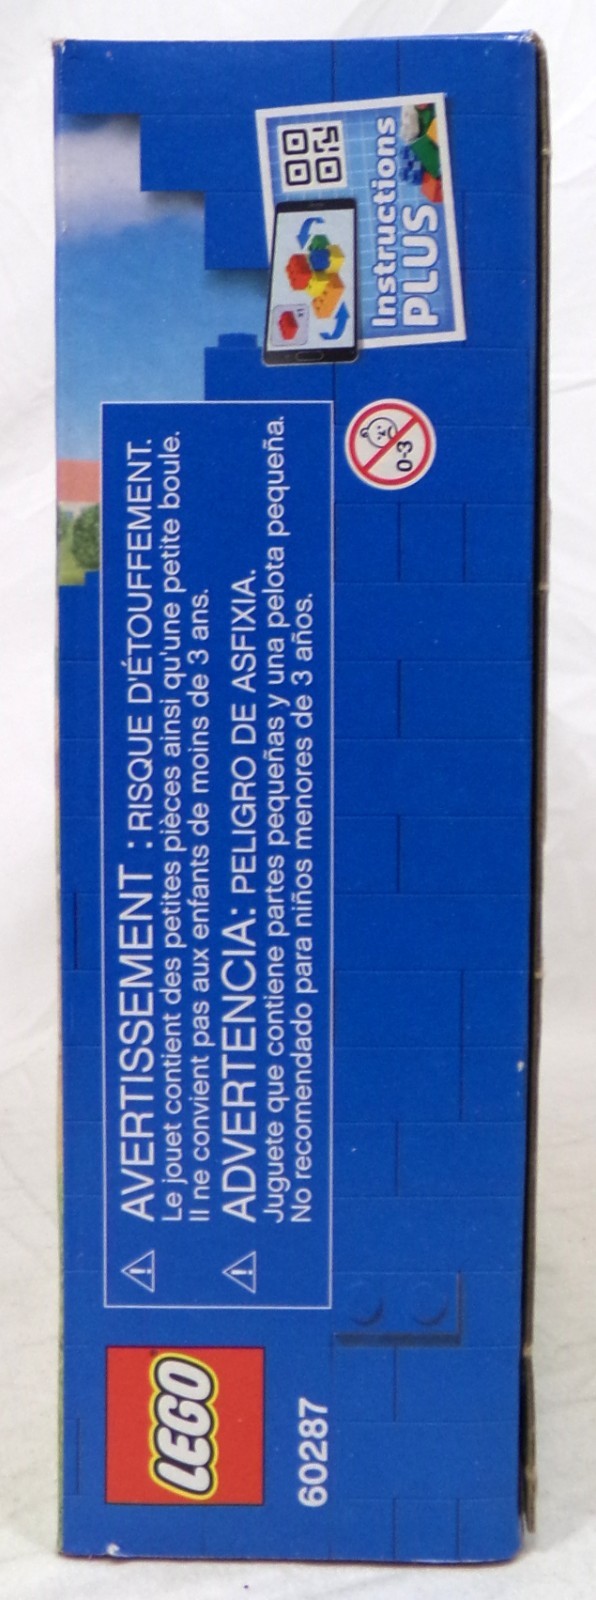 LEGO
60287
⚠ AVERTISSEMENT : RISQUE D'ÉTOUFFEMENT.
Le jouet contient des petites pièces ainsi qu'une petite boule.
Il ne convient pas aux enfants de moins de 3 ans.
⚠ ADVERTENCIA: PELIGRO DE ASFIXIA.
Juguete que contiene partes pequeñas y una pelota pequeña.
No recomendado para niños menores de 3 años.
0-3
Instructions
PLUS